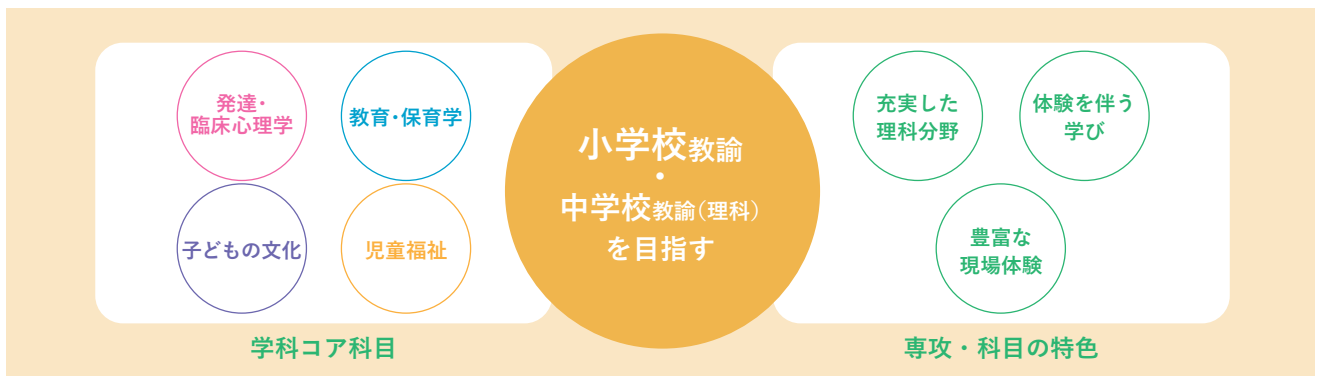 発達・
臨床心理学
教育・保育学
子どもの文化
児童福祉
学科コア科目
小学校教諭
・
中学校教諭（理科）
を目指す
充実した
理科分野
体験を伴う
学び
豊富な
現場体験
専攻・科目の特色